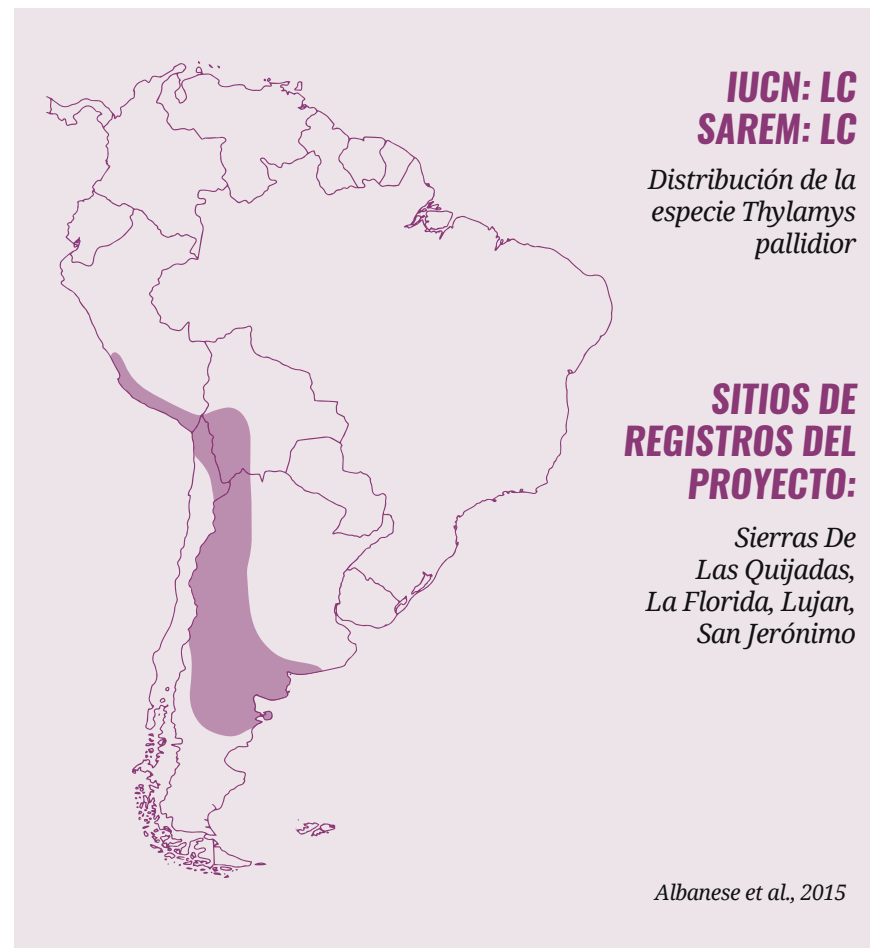 IUCN: LC
SAREM: LC
Distribución de la
especie Thylamys
pallidior
SITIOS DE
REGISTROS DEL
PROYECTO:
Sierras De
Las Quijadas,
La Florida, Lujan,
San Jerónimo
Albanese et al., 2015